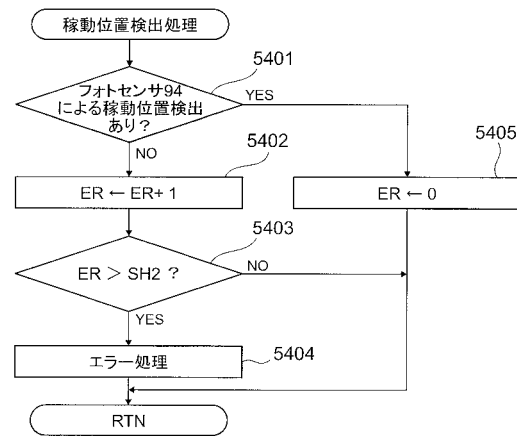 稼動位置検出処理
5401
フォトセンサ94
による稼動位置検出
あり？
YES
NO
5402
5405
ER ← ER+ 1
ER ← 0
5403
ER ＞ SH2 ？
NO
YES
エラー処理
5404
RTN